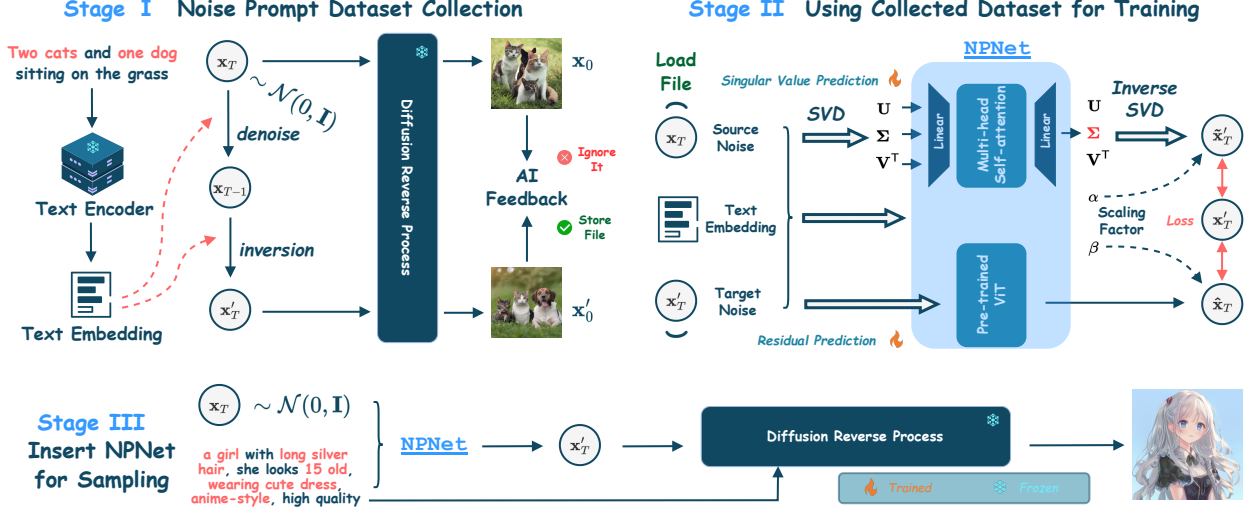 Stage I Noise Prompt Dataset Collection
Two cats and one dog
sitting on the grass
Text Encoder
Text Embedding
x_T
∼ N(0, I)
denoise
x_{T−1}
inversion
x′_T
Diffusion Reverse Process
x_0
AI
Feedback
Ignore
It
Store
File
x′_0
Stage II Using Collected Dataset for Training
NPNet
Load
File
Singular Value Prediction
x_T
Source
Noise
Text
Embedding
x′_T
Target
Noise
SVD
U
Σ
V^⊤
Linear
Multi-head
Self-attention
Linear
U
Σ
V^⊤
Inverse
SVD
x̃′_T
α
Scaling
Factor
β
Loss
x′_T
x̂_T
Pre-trained
ViT
Residual Prediction
Stage III
Insert NPNet
for Sampling
x_T
∼ N(0, I)
a girl with long silver
hair, she looks 15 old,
wearing cute dress,
anime-style, high quality
NPNet
x′_T
Diffusion Reverse Process
Trained
Frozen